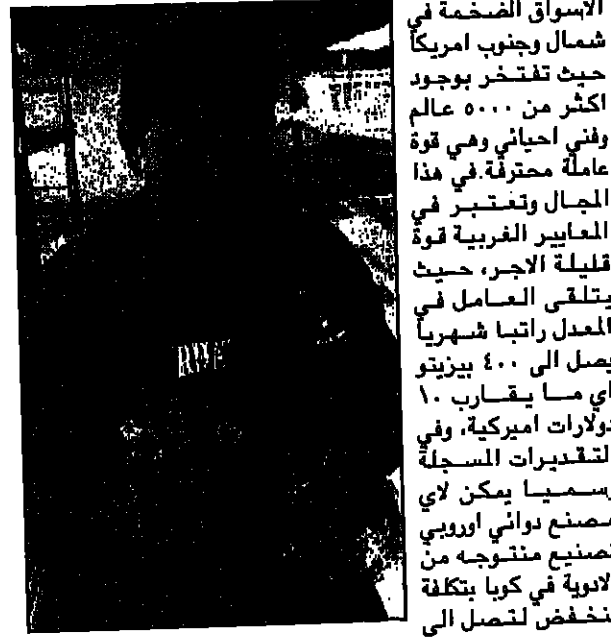 الاسواق الضخمة في
شمال وجنوب امريكا
حيث تفتخر بوجود
اكثر من ٥٠٠٠ عالم
وفني احيائي وهي قوة
عاملة محترفة.في هذا
المجال وتعتبر في
المعايير الغربية قوة
قليلة الاجر، حيث
يتلقى العامل في
المعدل راتبا شهرياً
يصل الى ٤٠٠ بيزيتو
اي ما يقارب ١٠
دولارات اميركية، وفي
لتقديرات المسجلة
رسميا يمكن لاي
مصنع دوائي اوروبي
تصنيع منتوجه من
لادوية في كوبا بتكلفة
نخفض لتصل الى